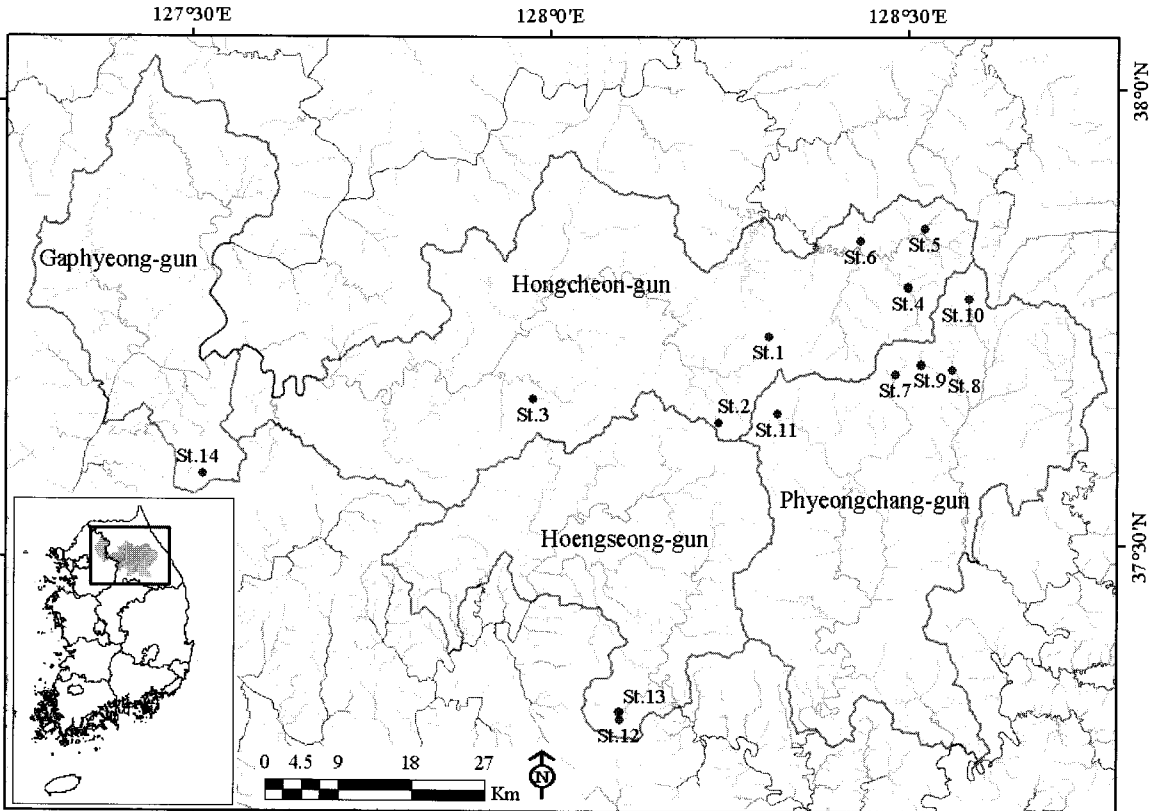 127°30'E
128°0'E
128°30'E
38°0'N
37°30'N
Gaphyeong-gun
Hongcheon-gun
Hoengseong-gun
Phyeongchang-gun
St.5
St.6
St.4
St.10
St.1
St.7
St.9
St.8
St.3
St.2
St.11
St.14
St.13
St.12
0 4.5 9 18 27
Km
N